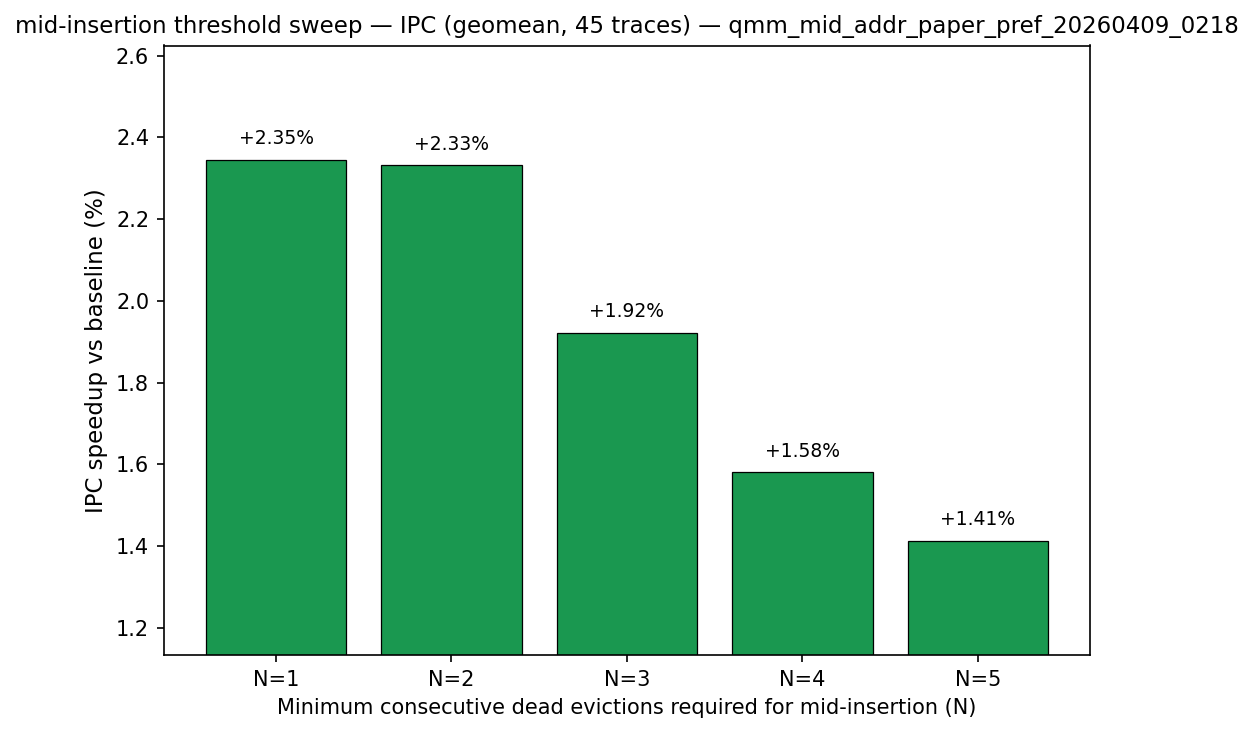 mid-insertion threshold sweep — IPC (geomean, 45 traces) — qmm_mid_addr_paper_pref_20260409_0218
IPC speedup vs baseline (%)
2.6
2.4
2.2
2.0
1.8
1.6
1.4
1.2
+2.35%
+2.33%
+1.92%
+1.58%
+1.41%
N=1
N=2
N=3
N=4
N=5
Minimum consecutive dead evictions required for mid-insertion (N)